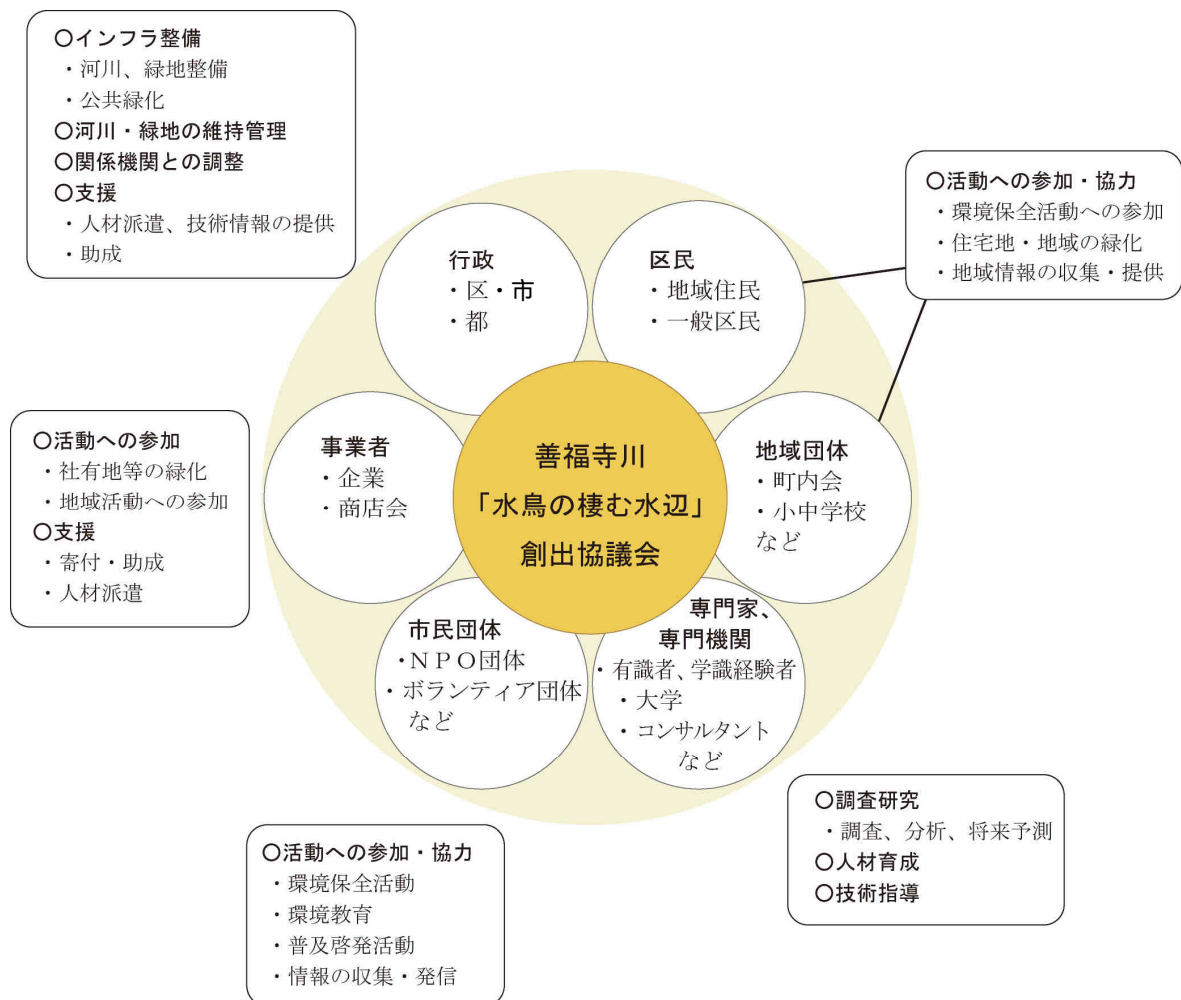 〇インフラ整備
・河川、緑地整備
・公共緑化
〇河川・緑地の維持管理
〇関係機関との調整
〇支援
・人材派遣、技術情報の提供
・助成
行政
・区・市
・都
区民
・地域住民
・一般区民
〇活動への参加・協力
・環境保全活動への参加
・住宅地・地域の緑化
・地域情報の収集・提供
〇活動への参加
・社有地等の緑化
・地域活動への参加
〇支援
・寄付・助成
・人材派遣
事業者
・企業
・商店会
善福寺川
「水鳥の棲む水辺」
創出協議会
地域団体
・町内会
・小中学校
など
市民団体
・ＮＰＯ団体
・ボランティア団体
など
専門家、
専門機関
・有識者、学識経験者
・大学
・コンサルタント
など
〇活動への参加・協力
・環境保全活動
・環境教育
・普及啓発活動
・情報の収集・発信
〇調査研究
・調査、分析、将来予測
〇人材育成
〇技術指導